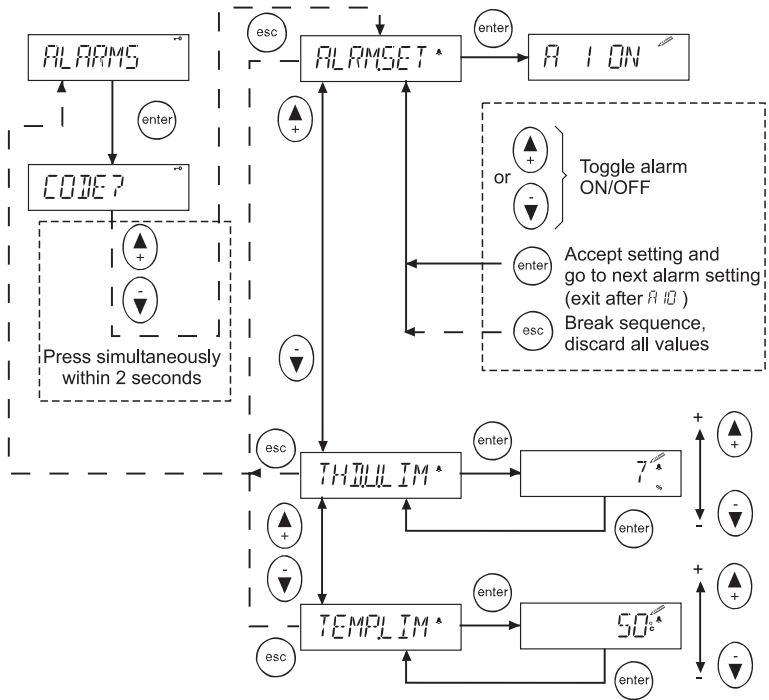 ALARMS
enter
CODE?
+
-
Press simultaneously
within 2 seconds
esc
ALRM.SET
enter
A 1 ON
+
-
or
+
-
Toggle alarm
ON/OFF
enter
Accept setting and
go to next alarm setting
(exit after A 10 )
esc
Break sequence,
discard all values
esc
THD.U.LIM
enter
7
%
enter
+
-
+
-
+
-
esc
TEMP.LIM
enter
50 °C
enter
+
-
+
-